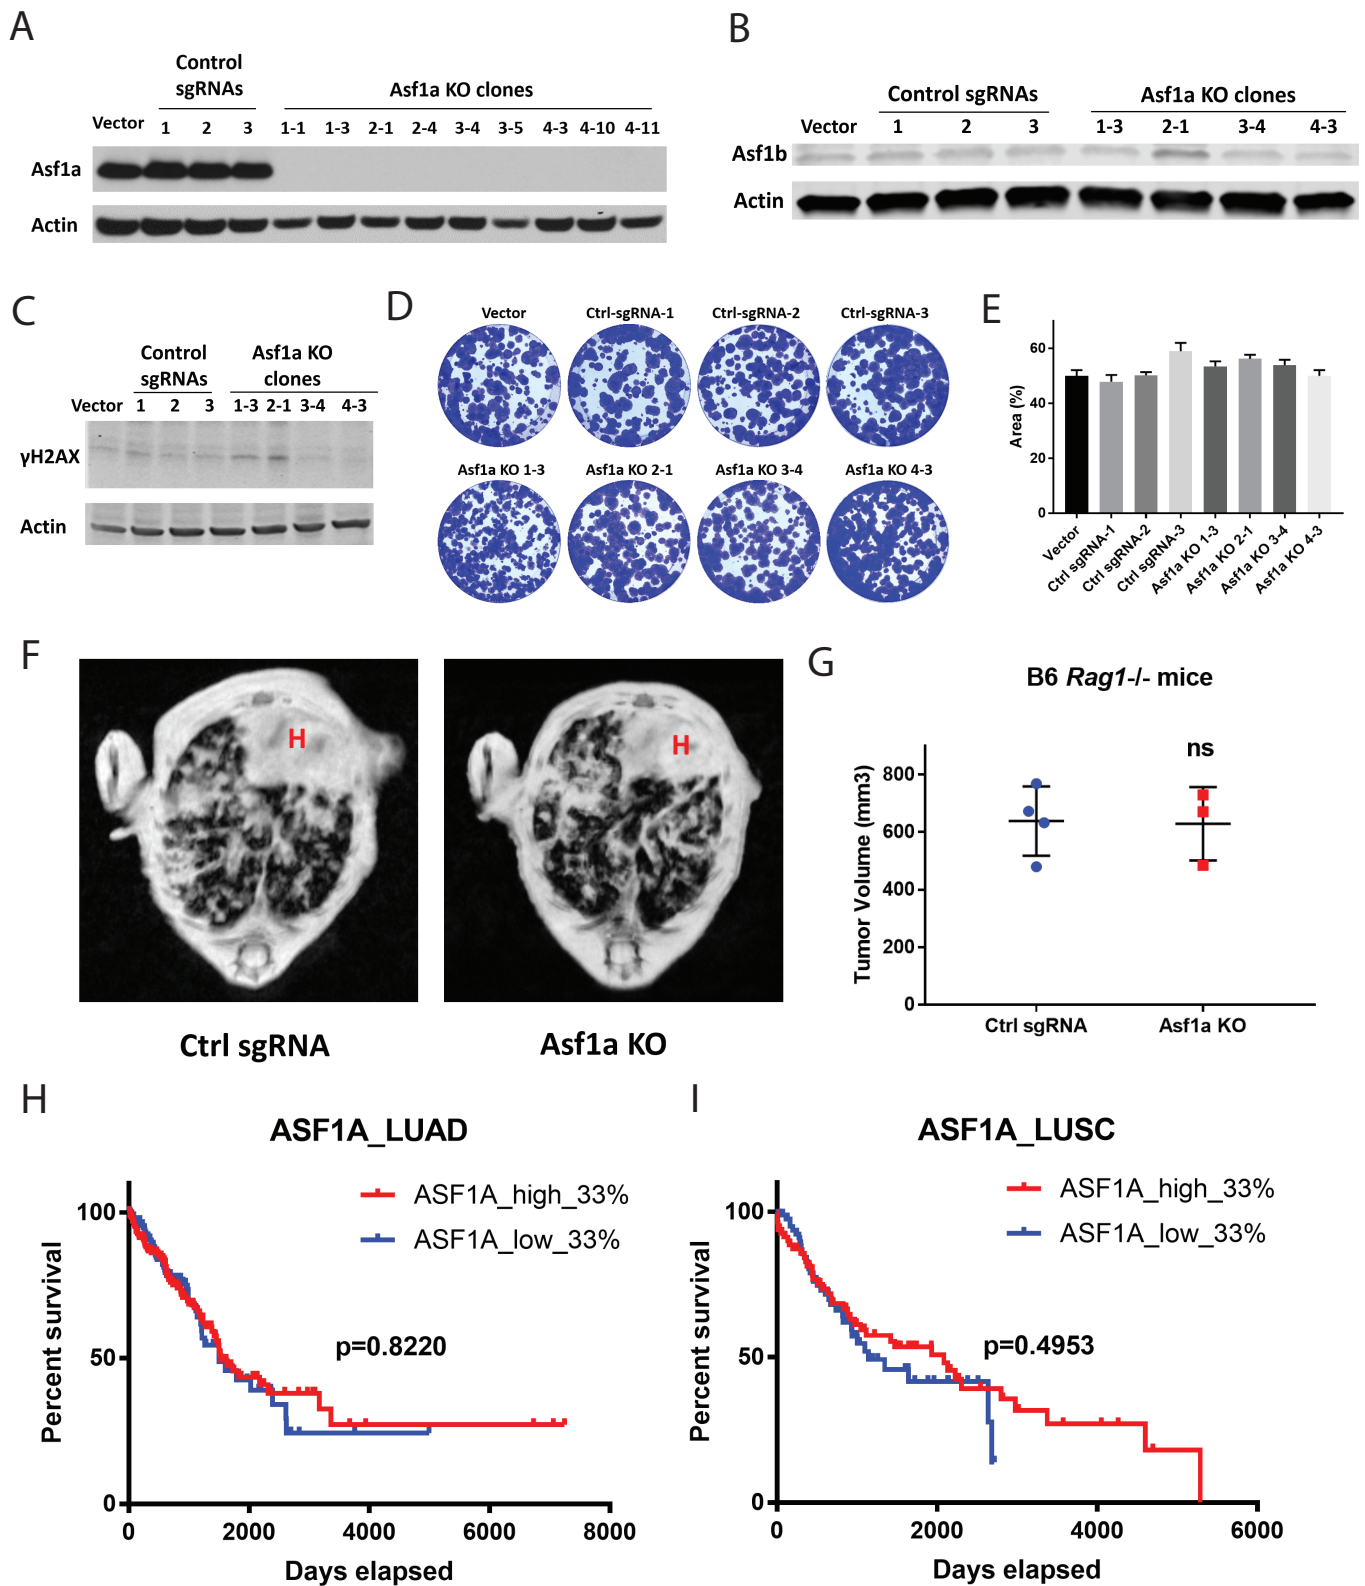 A
Control
sgRNAs
Asf1a KO clones
Vector 1 2 3 1-1 1-3 2-1 2-4 3-4 3-5 4-3 4-10 4-11
Asf1a
Actin
B
Control sgRNAs Asf1a KO clones
Vector 1 2 3 1-3 2-1 3-4 4-3
Asf1b
Actin
C
Control
sgRNAs
Asf1a KO
clones
Vector 1 2 3 1-3 2-1 3-4 4-3
γH2AX
Actin
D
Vector Ctrl-sgRNA-1 Ctrl-sgRNA-2 Ctrl-sgRNA-3
Asf1a KO 1-3 Asf1a KO 2-1 Asf1a KO 3-4 Asf1a KO 4-3
E
Area (%)
60
40
20
0
Vector
Ctrl sgRNA-1
Ctrl sgRNA-2
Ctrl sgRNA-3
Asf1a KO 1-3
Asf1a KO 2-1
Asf1a KO 3-4
Asf1a KO 4-3
F
H
H
Ctrl sgRNA
Asf1a KO
G
B6 Rag1-/- mice
ns
Tumor Volume (mm3)
800
600
400
200
0
Ctrl sgRNA Asf1a KO
H
ASF1A_LUAD
ASF1A_high_33%
ASF1A_low_33%
p=0.8220
Percent survival
100
50
0
0 2000 4000 6000 8000
Days elapsed
I
ASF1A_LUSC
ASF1A_high_33%
ASF1A_low_33%
p=0.4953
Percent survival
100
50
0
0 2000 4000 6000
Days elapsed